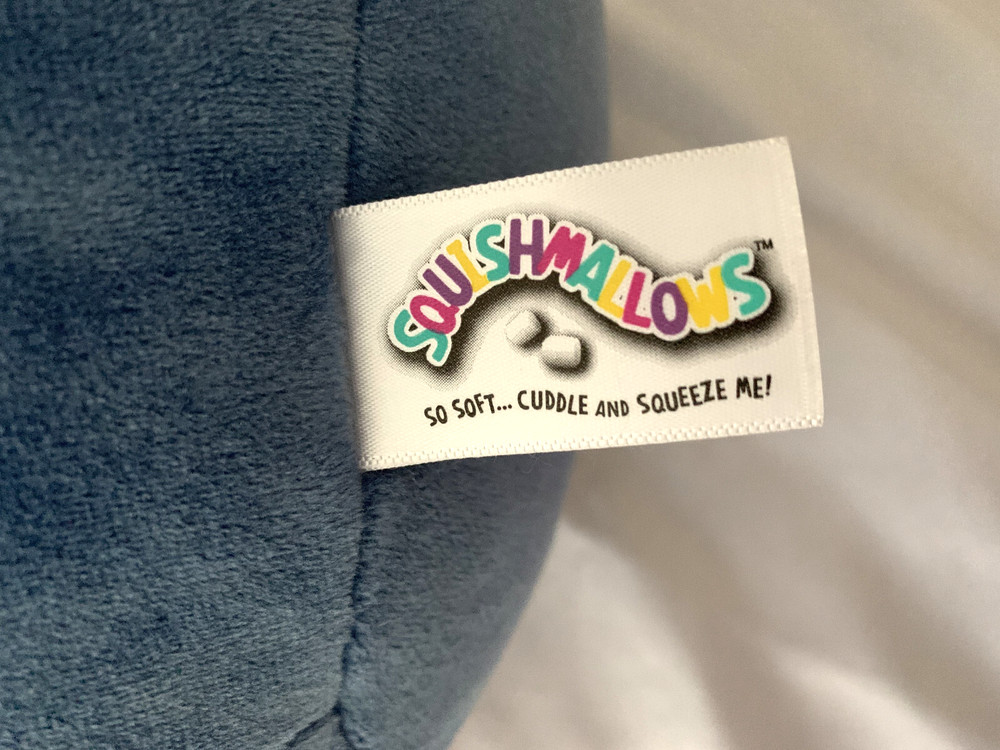 SQUISHMALLOWS™
SO SOFT... CUDDLE AND SQUEEZE ME!